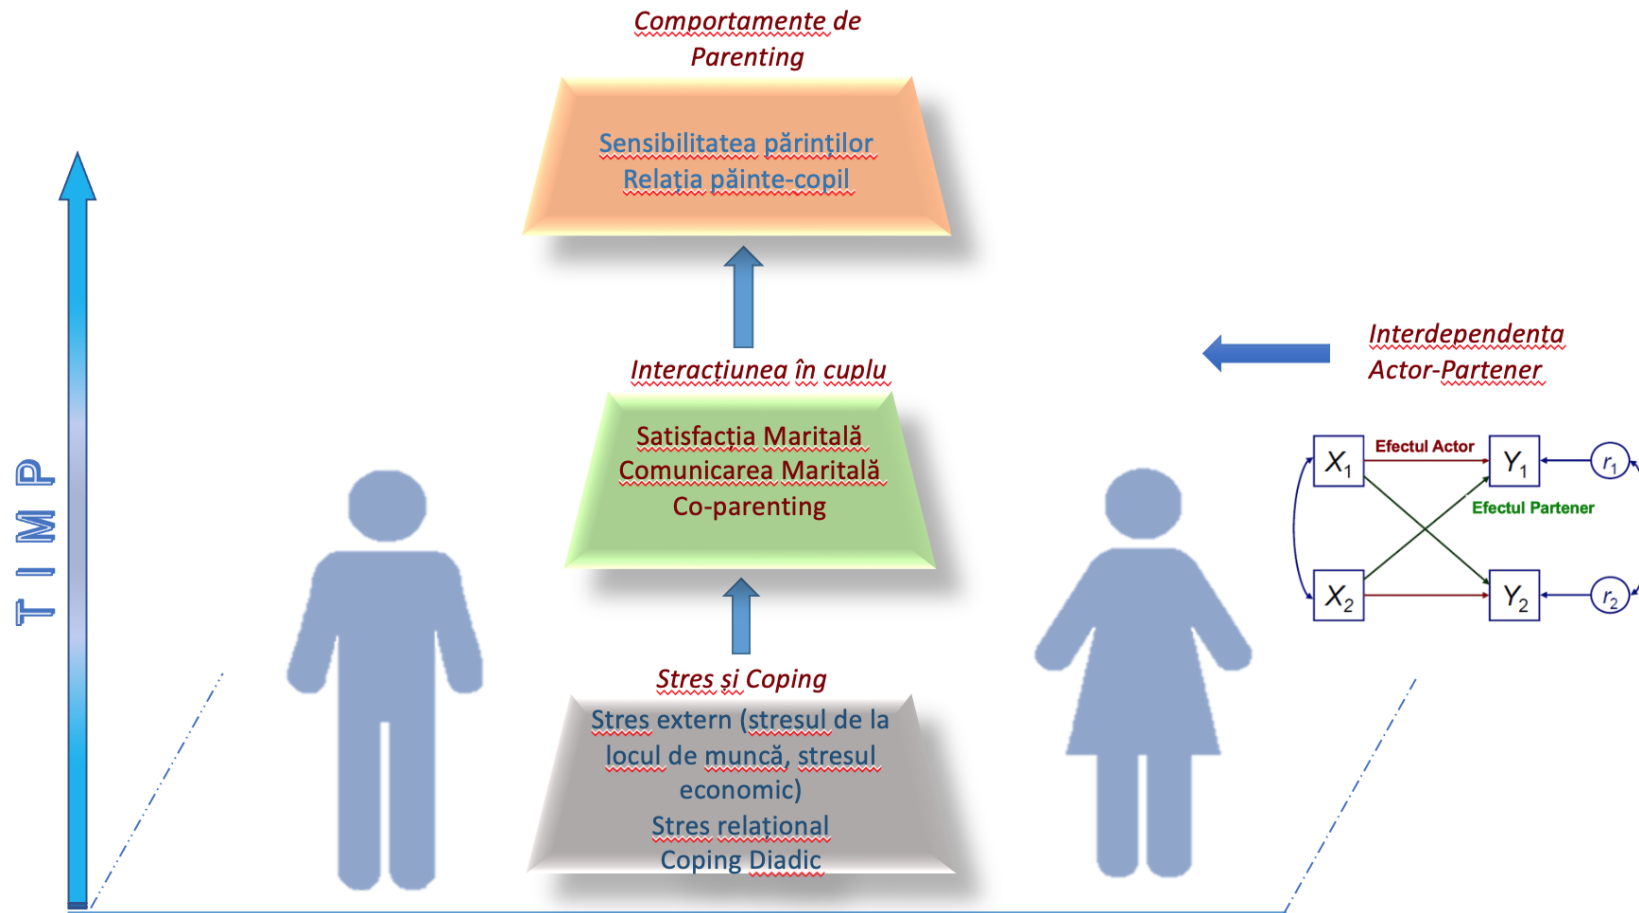 Comportamente de
Parenting
Sensibilitatea părinților
Relația păinte-copil
Interacțiunea în cuplu
Satisfacția Maritală
Comunicarea Maritală
Co-parenting
Stres și Coping
Stres extern (stresul de la
locul de muncă, stresul
economic)
Stres relațional
Coping Diadic
TIMP
Interdependenta
Actor-Partener
X1
Efectul Actor
Y1
r1
Efectul Partener
X2
Y2
r2